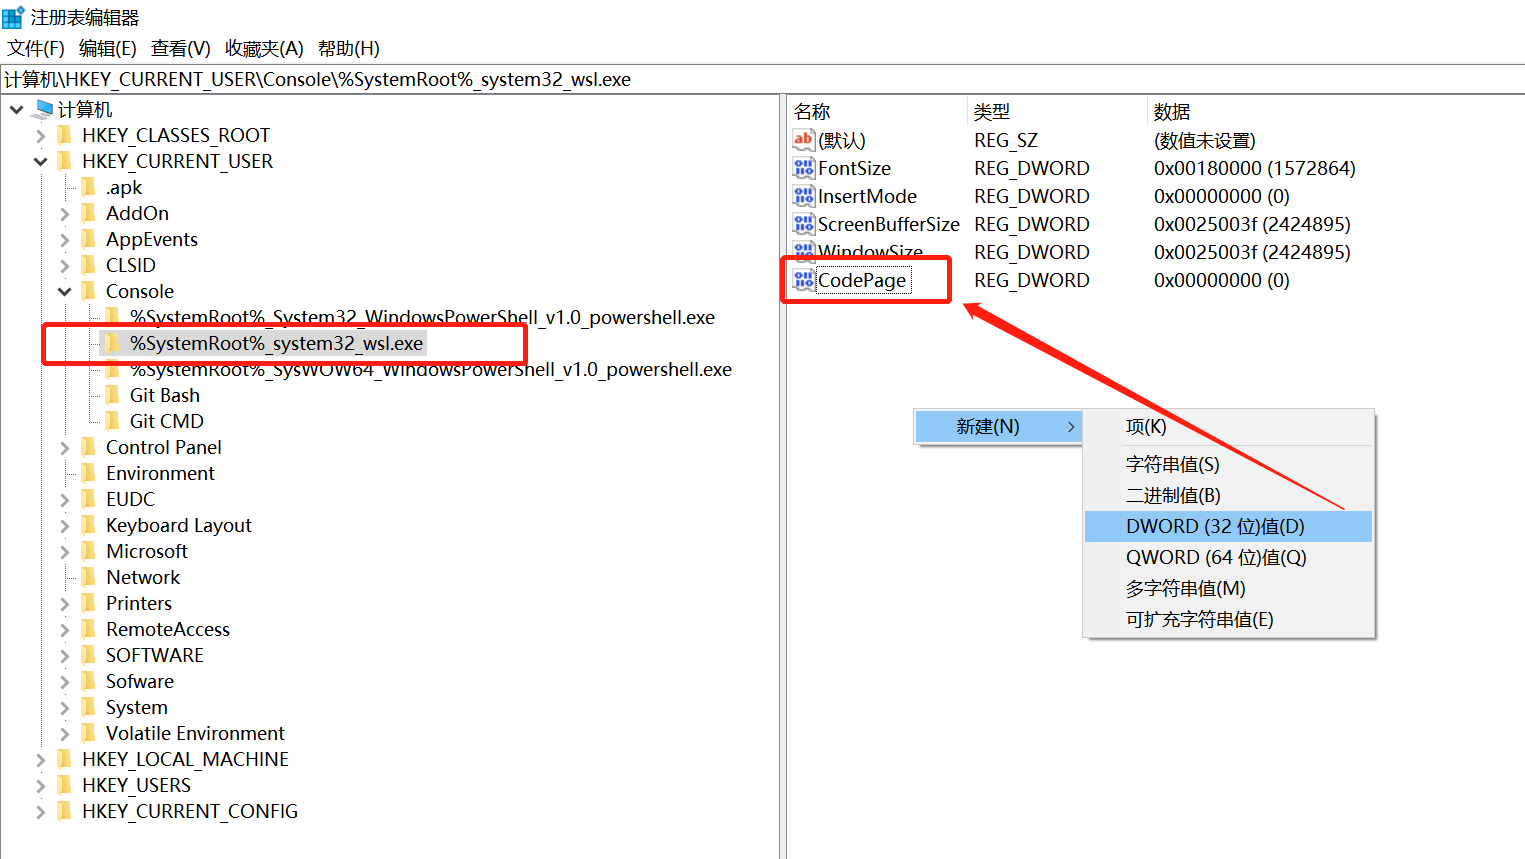 注册表编辑器
文件(F) 编辑(E) 查看(V) 收藏夹(A) 帮助(H)
计算机\HKEY_CURRENT_USER\Console\%SystemRoot%_system32_wsl.exe
计算机
HKEY_CLASSES_ROOT
HKEY_CURRENT_USER
.apk
AddOn
AppEvents
CLSID
Console
%SystemRoot%_System32_WindowsPowerShell_v1.0_powershell.exe
%SystemRoot%_system32_wsl.exe
%SystemRoot%_SysWOW64_WindowsPowerShell_v1.0_powershell.exe
Git Bash
Git CMD
Control Panel
Environment
EUDC
Keyboard Layout
Microsoft
Network
Printers
RemoteAccess
SOFTWARE
Sofware
System
Volatile Environment
HKEY_LOCAL_MACHINE
HKEY_USERS
HKEY_CURRENT_CONFIG
名称 类型 数据
(默认) REG_SZ (数值未设置)
FontSize REG_DWORD 0x00180000 (1572864)
InsertMode REG_DWORD 0x00000000 (0)
ScreenBufferSize REG_DWORD 0x0025003f (2424895)
WindowSize REG_DWORD 0x0025003f (2424895)
CodePage REG_DWORD 0x00000000 (0)
新建(N)
项(K)
字符串值(S)
二进制值(B)
DWORD (32 位)值(D)
QWORD (64 位)值(Q)
多字符串值(M)
可扩充字符串值(E)